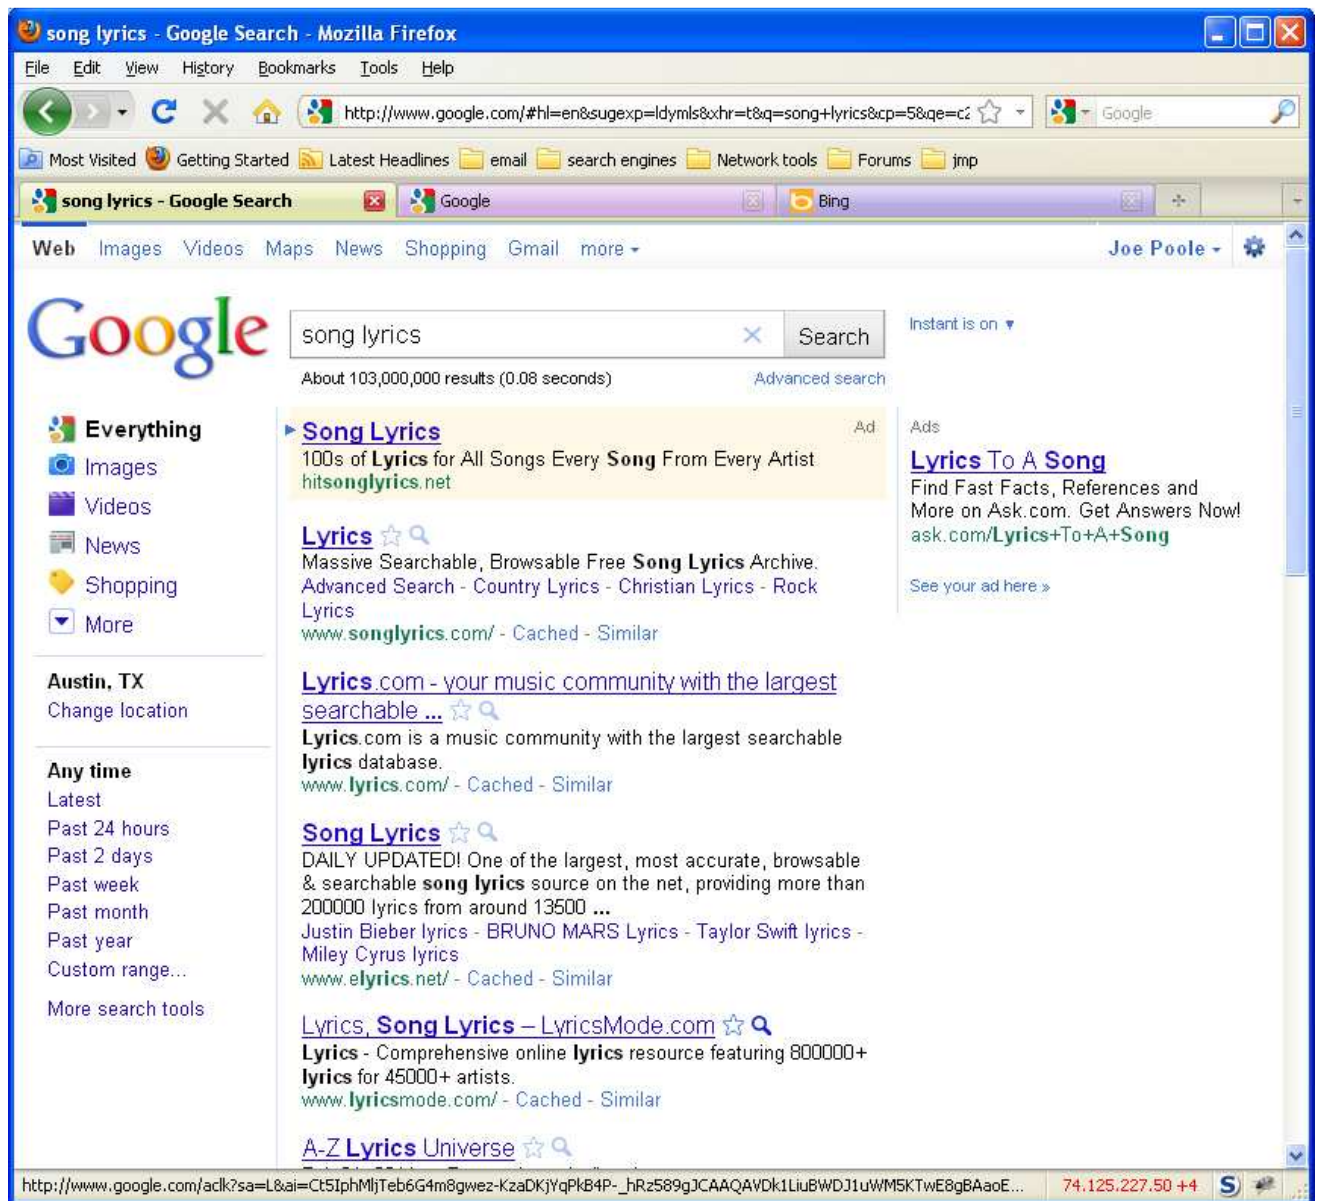 song lyrics - Google Search - Mozilla Firefox
File Edit View History Bookmarks Tools Help
http://www.google.com/#hl=en&sugexp=ldymls&xhr=t&q=song+lyrics&cp=5&qe=c2 Google
Most Visited Getting Started Latest Headlines email search engines Network tools Forums jmp
song lyrics - Google Search Google Bing
Web Images Videos Maps News Shopping Gmail more Joe Poole
Google song lyrics Search Instant is on
About 103,000,000 results (0.08 seconds) Advanced search
Everything
Images
Videos
News
Shopping
More
Austin, TX
Change location
Any time
Latest
Past 24 hours
Past 2 days
Past week
Past month
Past year
Custom range...
More search tools
Song Lyrics Ad
100s of Lyrics for All Songs Every Song From Every Artist
hitsonglyrics.net
Lyrics
Massive Searchable, Browsable Free Song Lyrics Archive.
Advanced Search - Country Lyrics - Christian Lyrics - Rock
Lyrics
www.songlyrics.com/ - Cached - Similar
Lyrics.com - your music community with the largest
searchable ...
Lyrics.com is a music community with the largest searchable
lyrics database.
www.lyrics.com/ - Cached - Similar
Song Lyrics
DAILY UPDATED! One of the largest, most accurate, browsable
& searchable song lyrics source on the net, providing more than
200000 lyrics from around 13500 ...
Justin Bieber lyrics - BRUNO MARS Lyrics - Taylor Swift lyrics -
Miley Cyrus lyrics
www.elyrics.net/ - Cached - Similar
Lyrics, Song Lyrics – LyricsMode.com
Lyrics - Comprehensive online lyrics resource featuring 800000+
lyrics for 45000+ artists.
www.lyricsmode.com/ - Cached - Similar
A-Z Lyrics Universe
Ads
Lyrics To A Song
Find Fast Facts, References and
More on Ask.com. Get Answers Now!
ask.com/Lyrics+To+A+Song
See your ad here »
http://www.google.com/aclk?sa=L&ai=Ct5IphMljTeb6G4m8gwez-KzaDKjYqPkB4P-_hRz589gJCAAQAVDk1LiuBWDJ1uWM5KTwE8gBAaoE... 74.125.227.50 +4 S